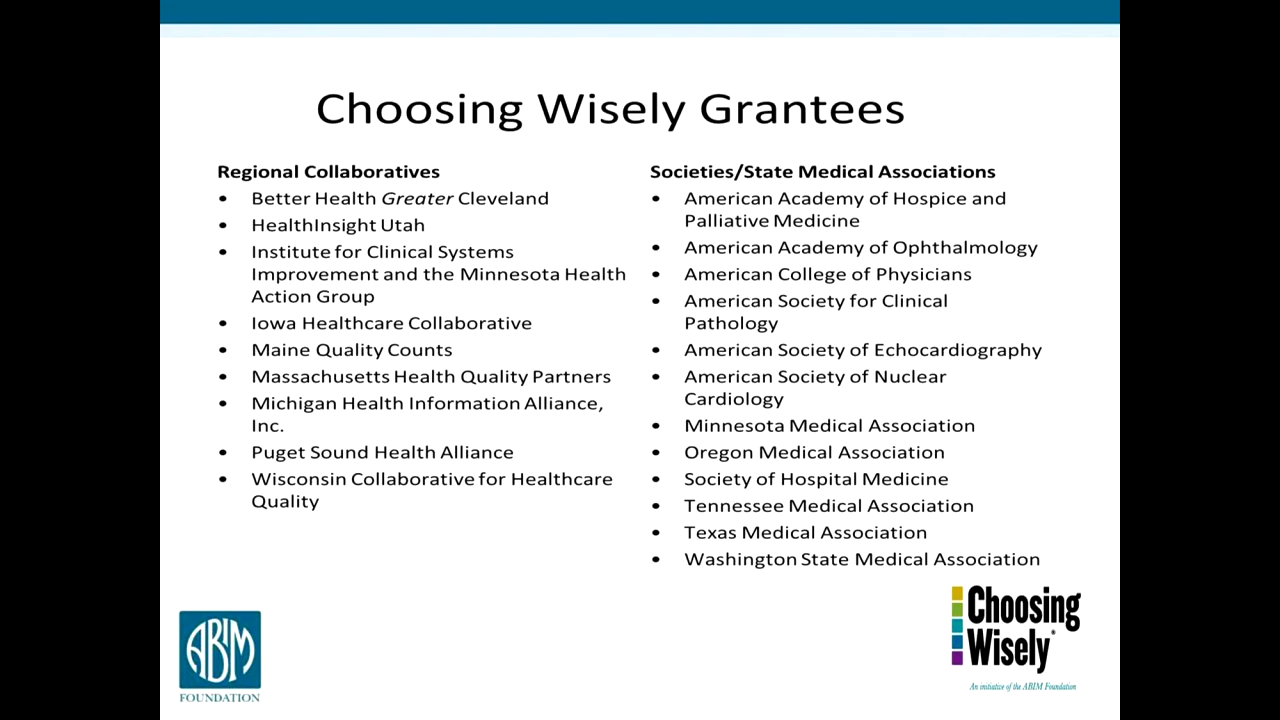 Choosing Wisely Grantees
Regional Collaboratives
• Better Health Greater Cleveland
• HealthInsight Utah
• Institute for Clinical Systems
Improvement and the Minnesota Health
Action Group
• Iowa Healthcare Collaborative
• Maine Quality Counts
• Massachusetts Health Quality Partners
• Michigan Health Information Alliance,
Inc.
• Puget Sound Health Alliance
• Wisconsin Collaborative for Healthcare
Quality
Societies/State Medical Associations
• American Academy of Hospice and
Palliative Medicine
• American Academy of Ophthalmology
• American College of Physicians
• American Society for Clinical
Pathology
• American Society of Echocardiography
• American Society of Nuclear
Cardiology
• Minnesota Medical Association
• Oregon Medical Association
• Society of Hospital Medicine
• Tennessee Medical Association
• Texas Medical Association
• Washington State Medical Association
ABIM
FOUNDATION
Choosing
Wisely®
An initiative of the ABIM Foundation